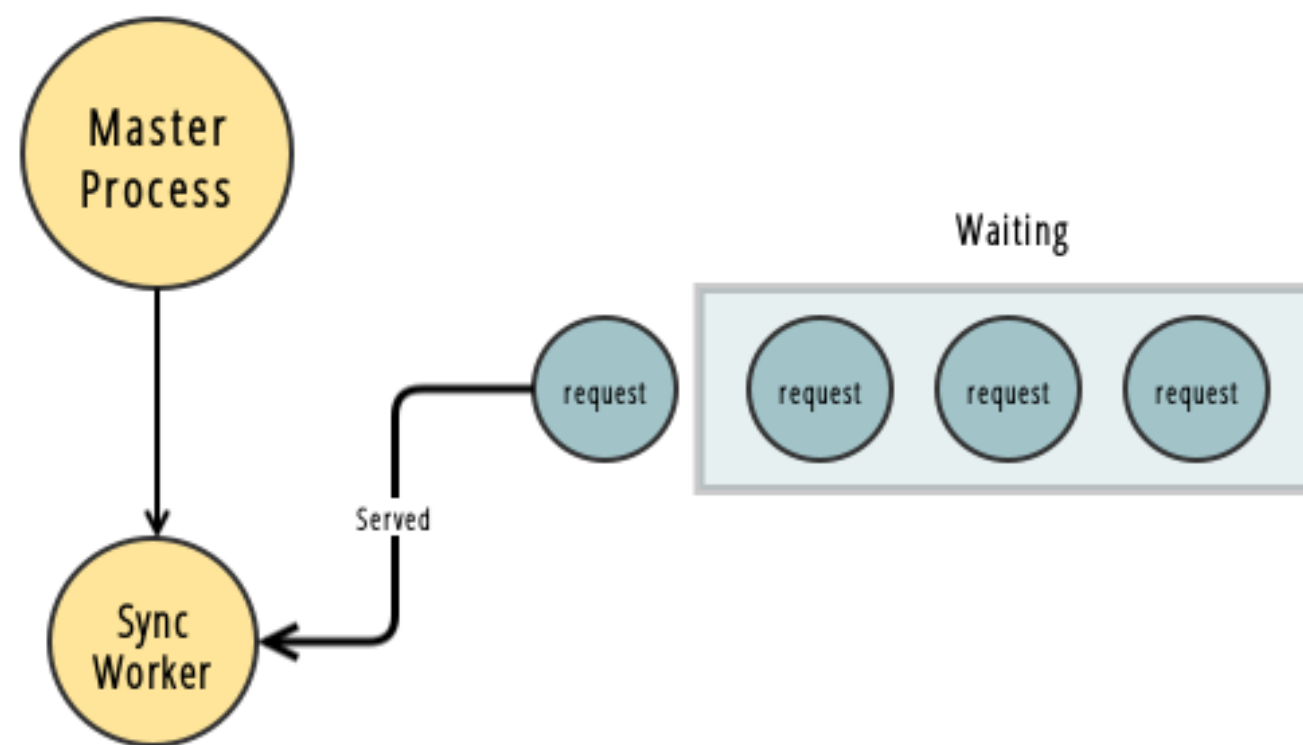 Master
Process
Waiting
request
request
request
request
Served
Sync
Worker